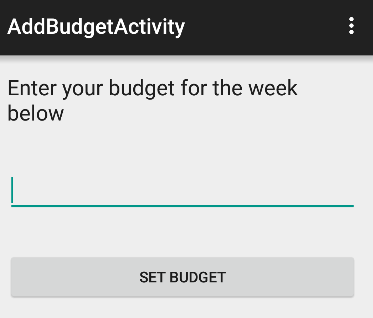 AddBudgetActivity
Enter your budget for the week
below
SET BUDGET